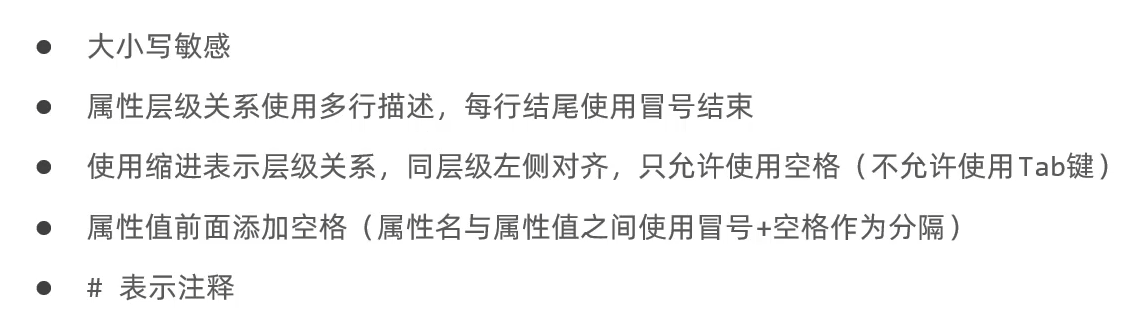 ● 大小写敏感
● 属性层级关系使用多行描述，每行结尾使用冒号结束
● 使用缩进表示层级关系，同层级左侧对齐，只允许使用空格（不允许使用Tab键）
● 属性值前面添加空格（属性名与属性值之间使用冒号+空格作为分隔）
● # 表示注释